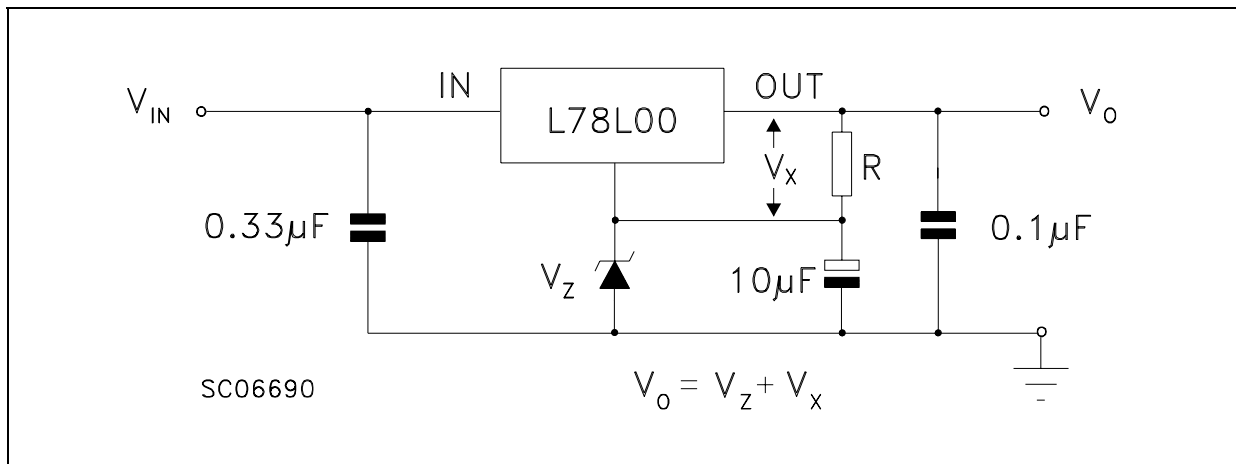 V_IN
IN
L78L00
OUT
V_O
V_X
R
0.33µF
V_Z
10µF
0.1µF
SC06690
V_O = V_Z + V_X